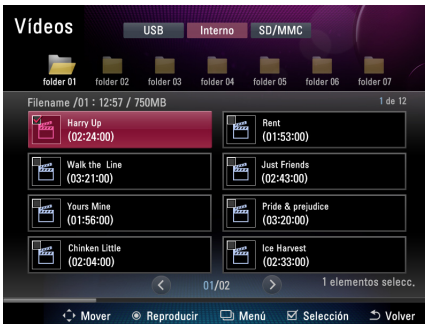 Vídeos
USB Interno SD/MMC
folder 01 folder 02 folder 03 folder 04 folder 05 folder 06 folder 07
Filename /01 : 12:57 / 750MB 1 de 12
Harry Up
(02:24:00)
Rent
(01:53:00)
Walk the Line
(03:21:00)
Just Friends
(02:43:00)
Yours Mine
(01:56:00)
Pride & prejudice
(03:20:00)
Chinken Little
(02:04:00)
Ice Harvest
(02:33:00)
01/02 1 elementos selecc.
Mover Reproducir Menú Selección Volver